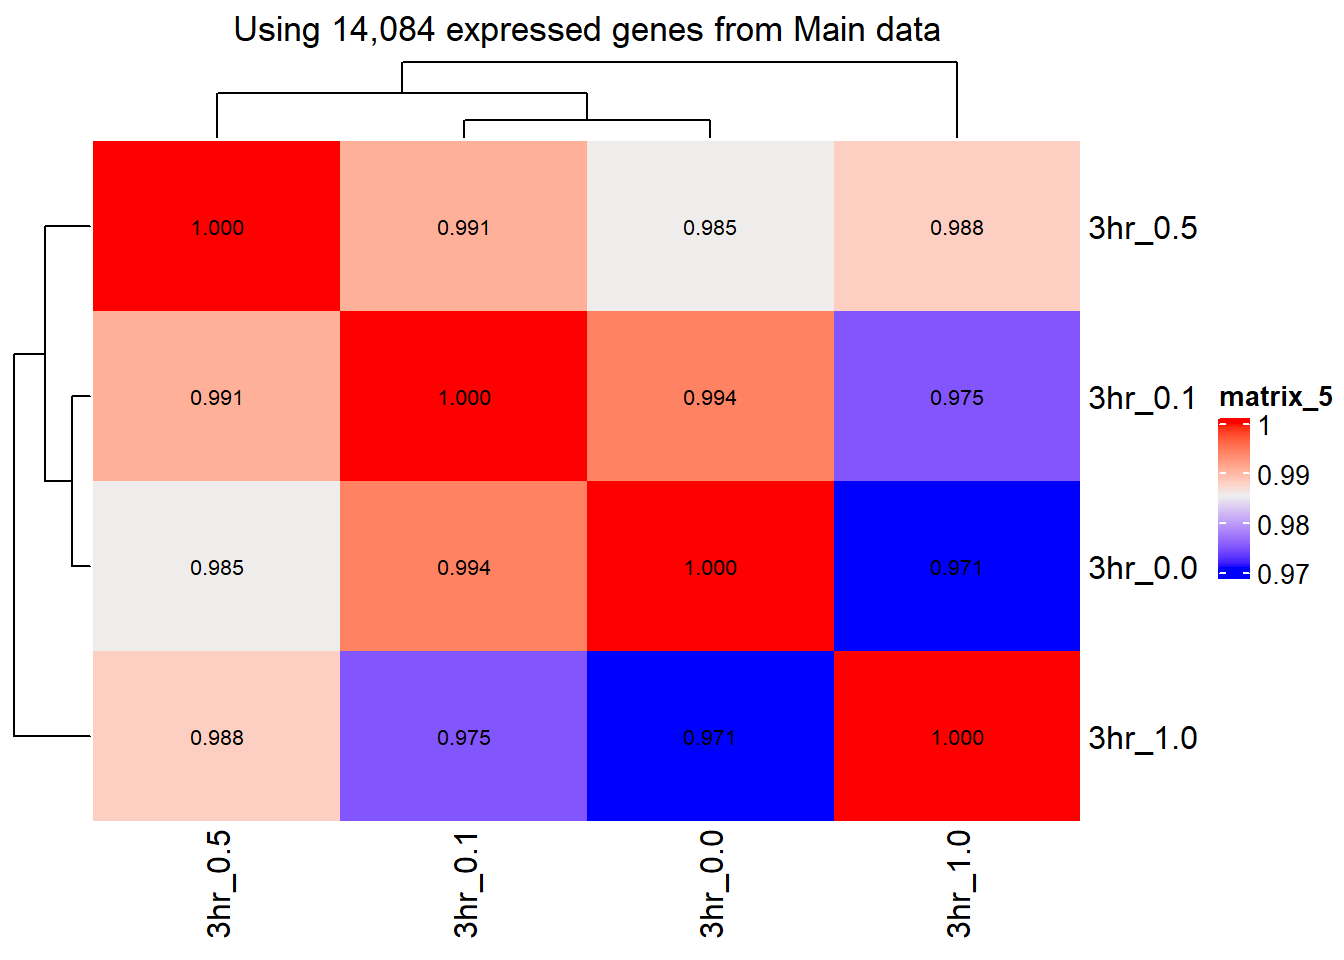 Using 14,084 expressed genes from Main data
1.000 0.991 0.985 0.988 3hr_0.5
0.991 1.000 0.994 0.975 3hr_0.1
0.985 0.994 1.000 0.971 3hr_0.0
0.988 0.975 0.971 1.000 3hr_1.0
3hr_0.5 3hr_0.1 3hr_0.0 3hr_1.0
matrix_5
1
0.99
0.98
0.97